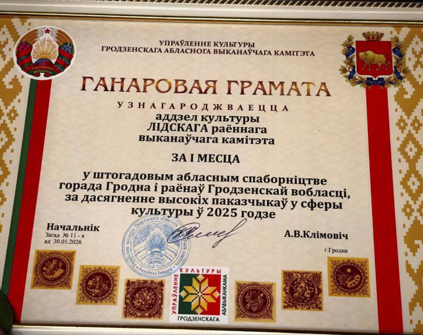 УПРАЎЛЕННЕ КУЛЬТУРЫ
ГРОДЗЕНСКАГА АБЛАСНОГА ВЫКАНАЎЧАГА КАМІТЭТА
ГАНАРОВАЯ ГРАМАТА
УЗНАГАРОДЖВАЕЦЦА
аддзел культуры
ЛІДСКАГА раённага
выканаўчага камітэта
ЗА І МЕСЦА
у штогадовым абласным спаборніцтве
горада Гродна і раёнаў Гродзенскай вобласці,
за дасягненне высокіх паказчыкаў у сферы
культуры ў 2025 годзе
Начальнік
Загад № 11 - в
ад 30.01.2026
А.В.Клімовіч
г.Гродна
УПРАЎЛЕННЕ КУЛЬТУРЫ АБЛВЫКАНКАМА
ГРОДЗЕНСКАГА